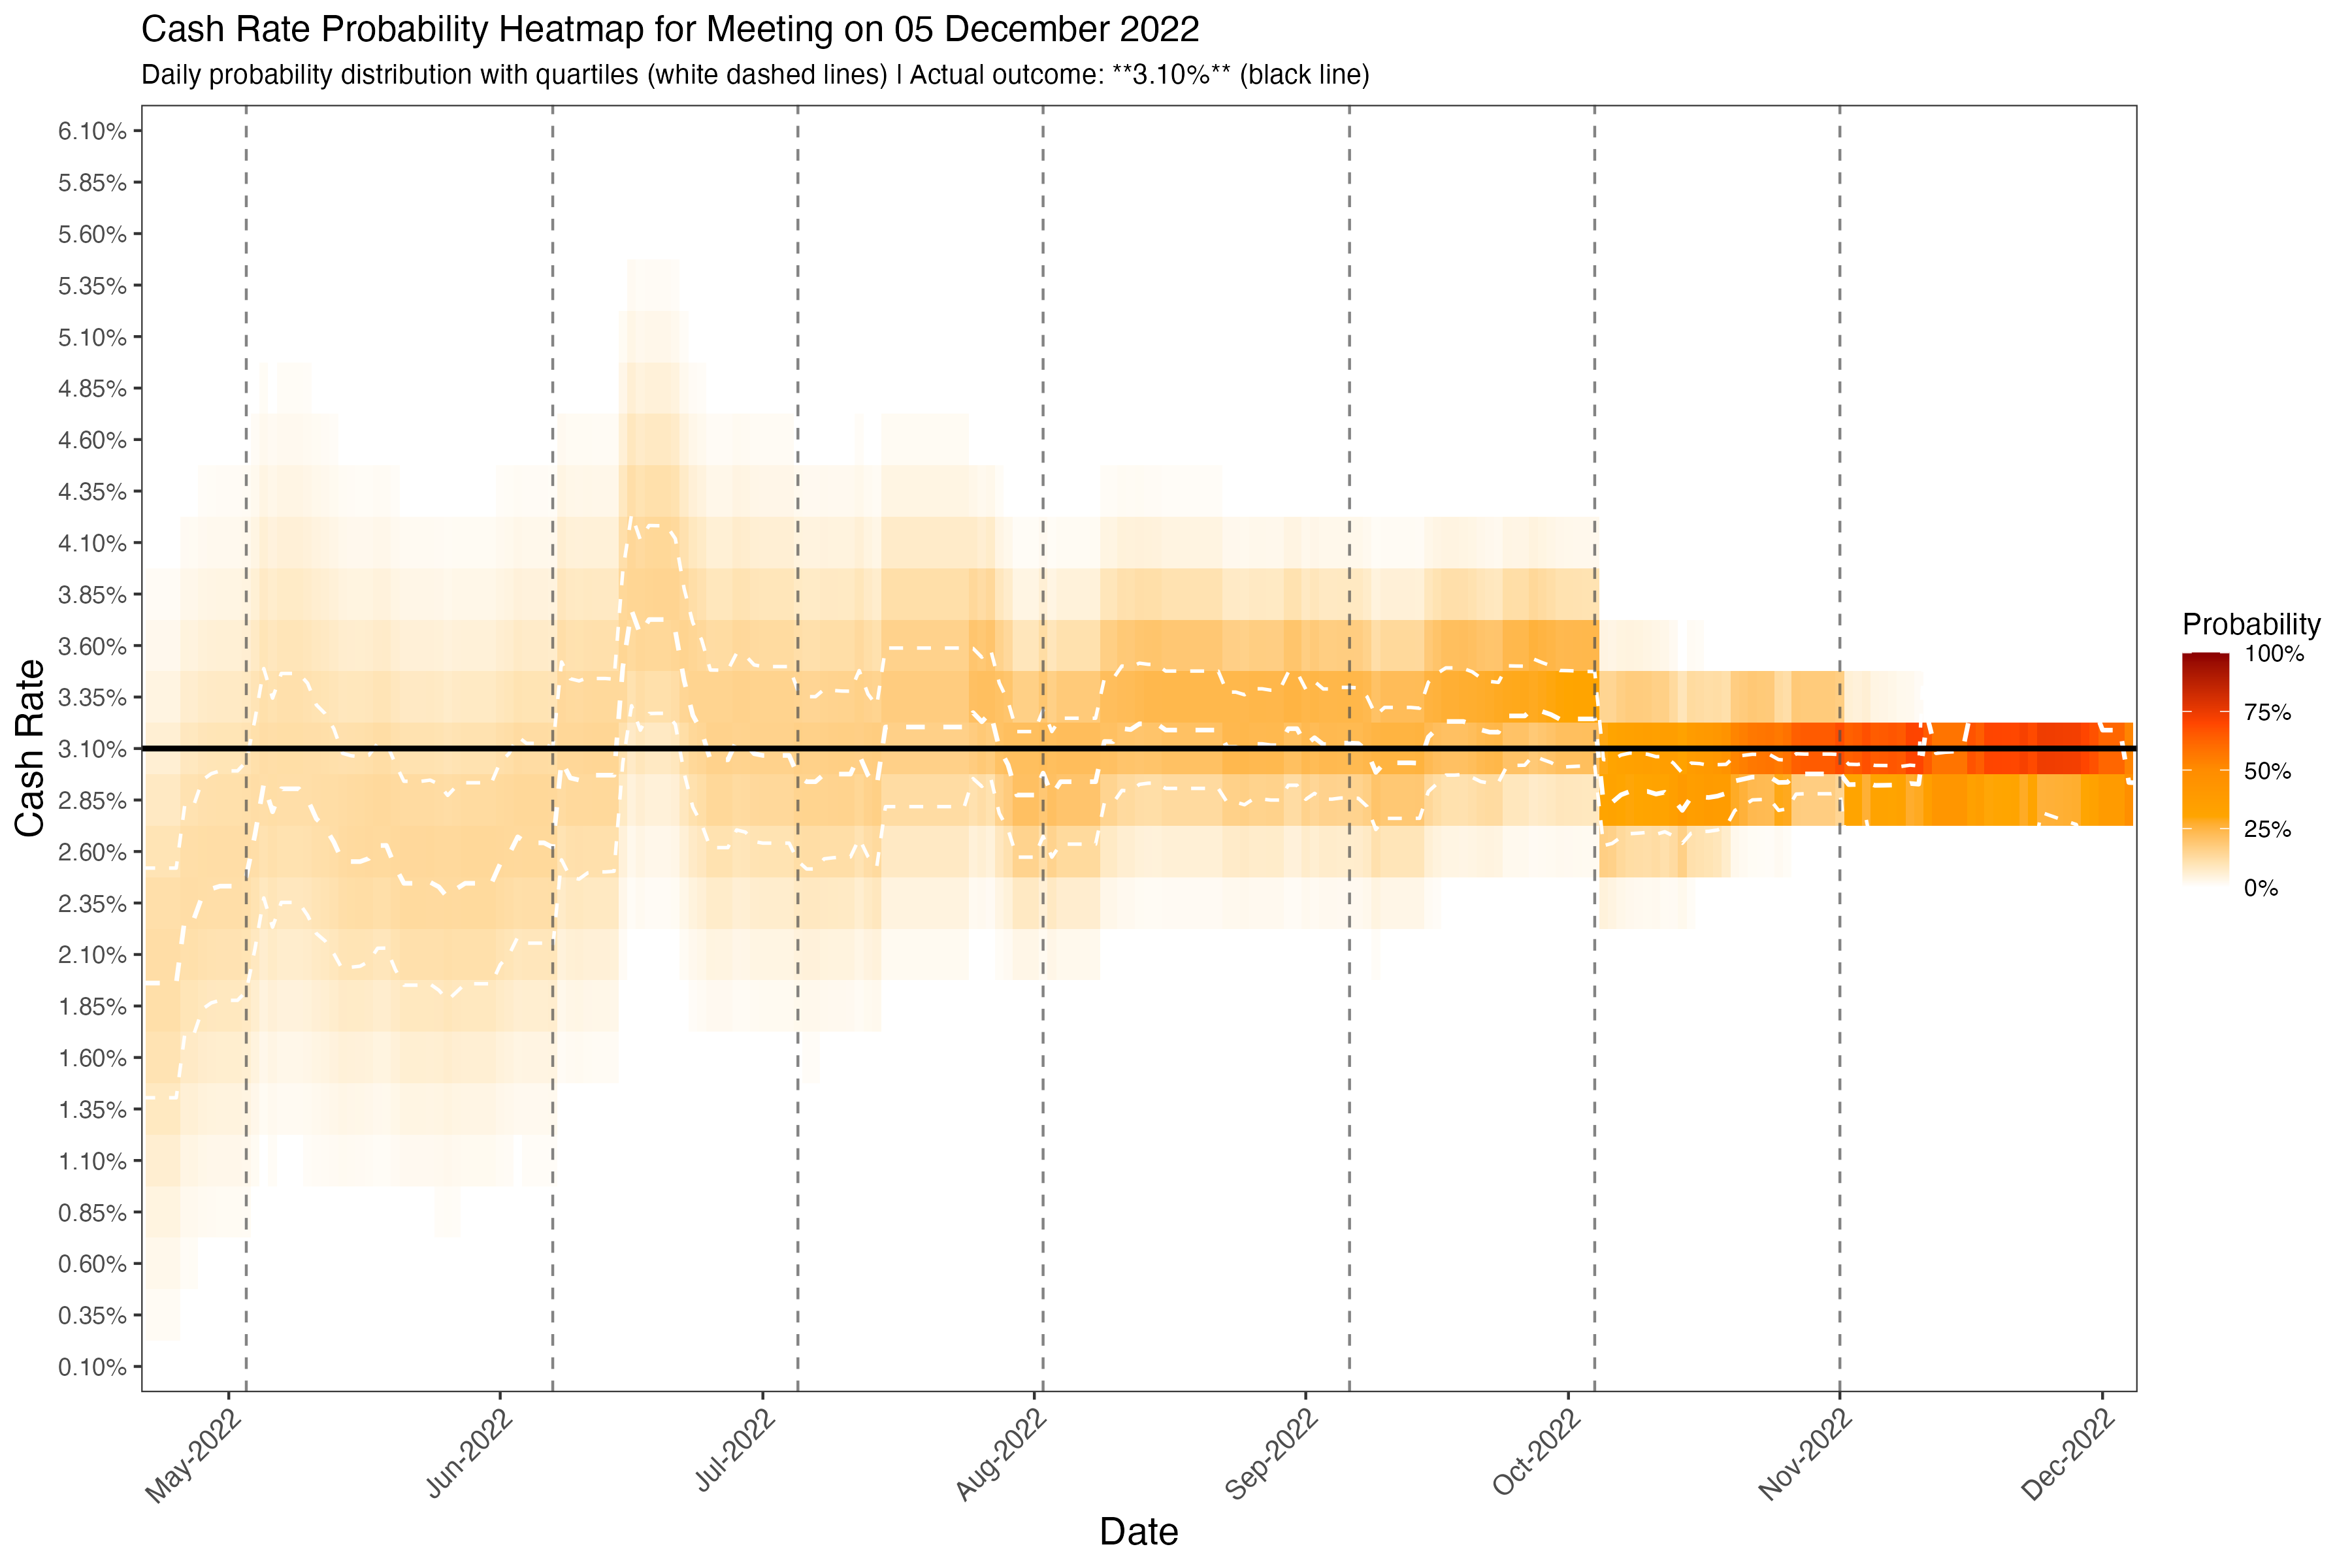 Cash Rate Probability Heatmap for Meeting on 05 December 2022
Daily probability distribution with quartiles (white dashed lines) | Actual outcome: **3.10%** (black line)
Cash Rate
6.10%
5.85%
5.60%
5.35%
5.10%
4.85%
4.60%
4.35%
4.10%
3.85%
3.60%
3.35%
3.10%
2.85%
2.60%
2.35%
2.10%
1.85%
1.60%
1.35%
1.10%
0.85%
0.60%
0.35%
0.10%
May-2022
Jun-2022
Jul-2022
Aug-2022
Sep-2022
Oct-2022
Nov-2022
Dec-2022
Date
Probability
100%
75%
50%
25%
0%